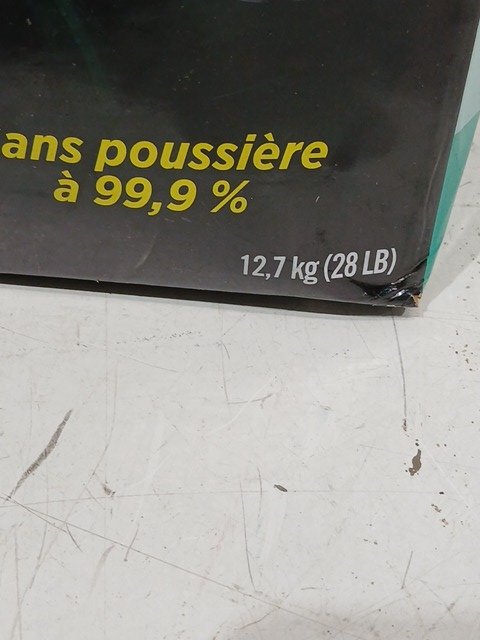 ans poussière
à 99,9 %
12,7 kg (28 LB)